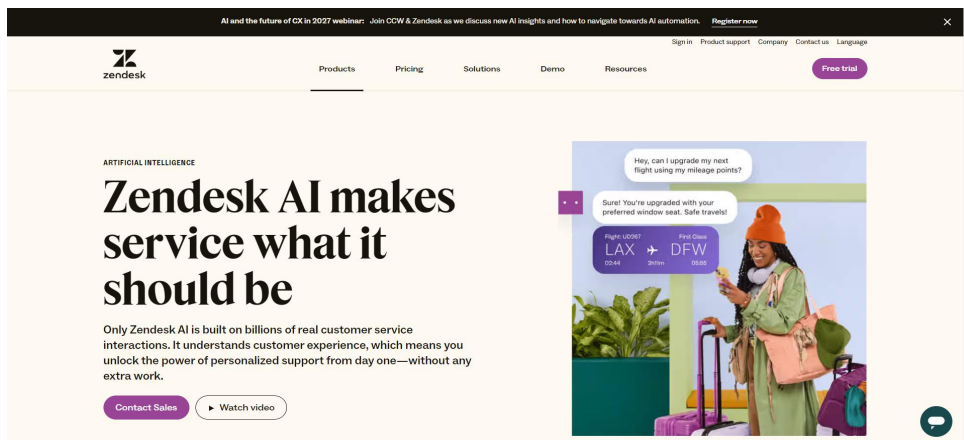 AI and the future of CX in 2027 webinar: Join CCW & Zendesk as we discuss new AI insights and how to navigate towards AI automation. Register now
Sign in Product support Company Contact us Language
zendesk
Products Pricing Solutions Demo Resources
Free trial
ARTIFICIAL INTELLIGENCE
Zendesk AI makes
service what it
should be
Only Zendesk AI is built on billions of real customer service
interactions. It understands customer experience, which means you
unlock the power of personalized support from day one—without any
extra work.
Contact Sales
Watch video
Hey, can I upgrade my next
flight using my mileage points?
Sure! You're upgraded with your
preferred window seat. Safe travels!
Flight: UD267 First Class
LAX DFW
02:44 3h11m